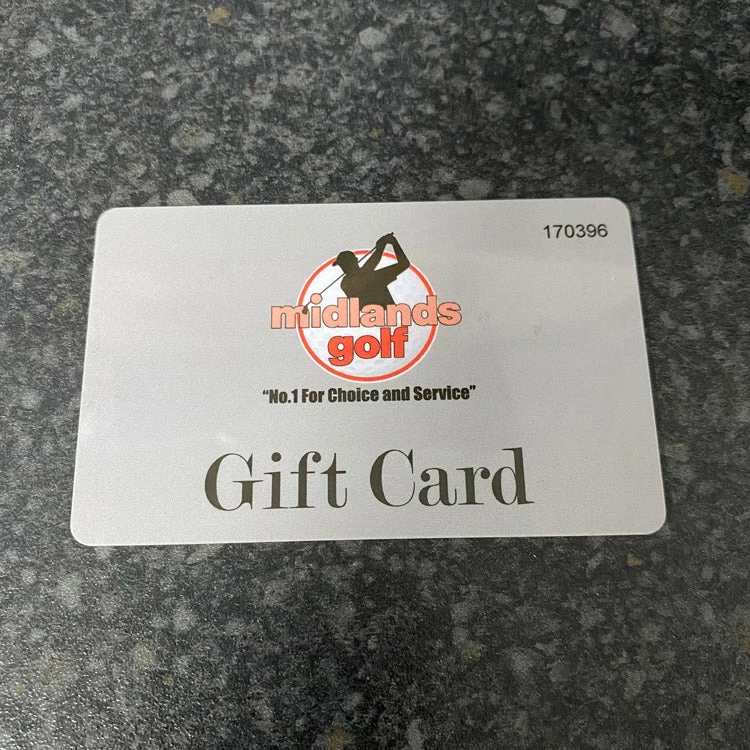 170396
midlands
golf
“No.1 For Choice and Service”
Gift Card